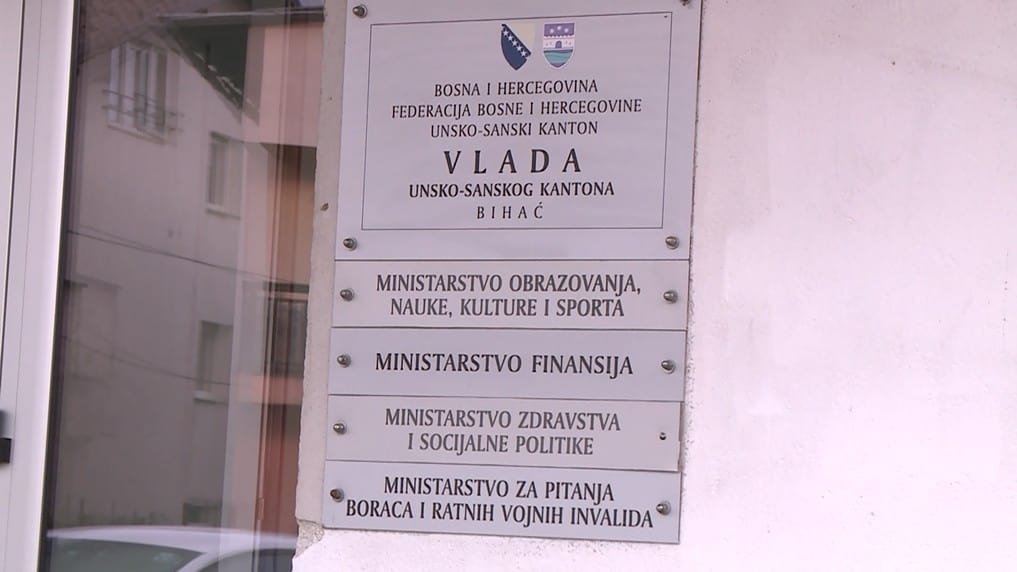 BOSNA I HERCEGOVINA
FEDERACIJA BOSNE I HERCEGOVINE
UNSKO-SANSKI KANTON
VLADA
UNSKO-SANSKOG KANTONA
BIHAĆ
MINISTARSTVO OBRAZOVANJA,
NAUKE, KULTURE I SPORTA
MINISTARSTVO FINANSIJA
MINISTARSTVO ZDRAVSTVA
I SOCIJALNE POLITIKE
MINISTARSTVO ZA PITANJA
BORACA I RATNIH VOJNIH INVALIDA